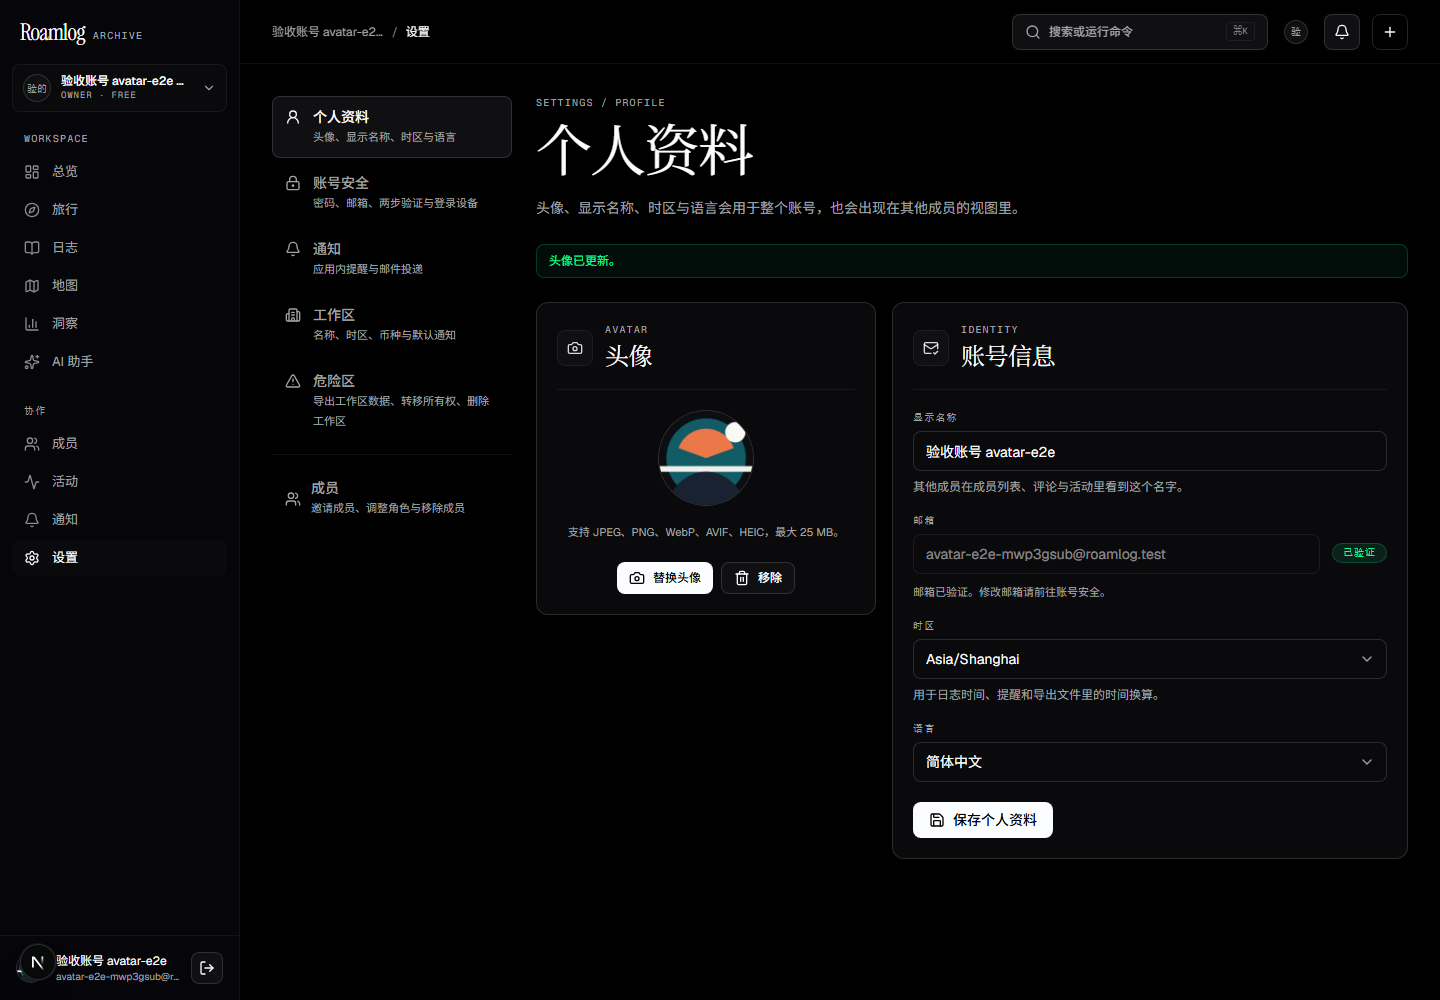 Roamlog ARCHIVE
验的
验收账号 avatar-e2e ...
OWNER · FREE
WORKSPACE
总览
旅行
日志
地图
洞察
AI 助手
协作
成员
活动
通知
设置
N
验收账号 avatar-e2e
avatar-e2e-mwp3gsub@r...
验收账号 avatar-e2... / 设置
搜索或运行命令
⌘K
验
个人资料
头像、显示名称、时区与语言
账号安全
密码、邮箱、两步验证与登录设备
通知
应用内提醒与邮件投递
工作区
名称、时区、币种与默认通知
危险区
导出工作区数据、转移所有权、删除
工作区
成员
邀请成员、调整角色与移除成员
SETTINGS / PROFILE
个人资料
头像、显示名称、时区与语言会用于整个账号，也会出现在其他成员的视图里。
头像已更新。
AVATAR
头像
支持 JPEG、PNG、WebP、AVIF、HEIC，最大 25 MB。
替换头像
移除
IDENTITY
账号信息
显示名称
验收账号 avatar-e2e
其他成员在成员列表、评论与活动里看到这个名字。
邮箱
avatar-e2e-mwp3gsub@roamlog.test
已验证
邮箱已验证。修改邮箱请前往账号安全。
时区
Asia/Shanghai
用于日志时间、提醒和导出文件里的时间换算。
语言
简体中文
保存个人资料